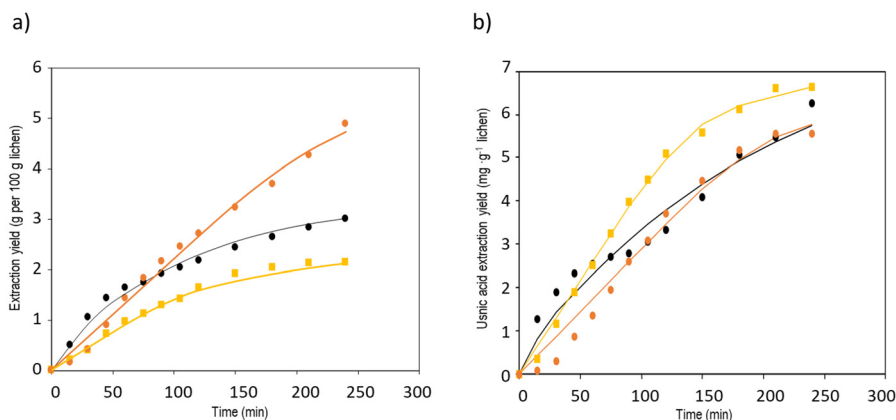 a)
b)
6
5
4
3
2
1
0
0 50 100 150 200 250 300
Extraction yield (g per 100 g lichen)
Time (min)
7
6
5
4
3
2
1
0
0 50 100 150 200 250 300
Usnic acid extraction yield (mg ·g⁻¹ lichen)
Time (min)